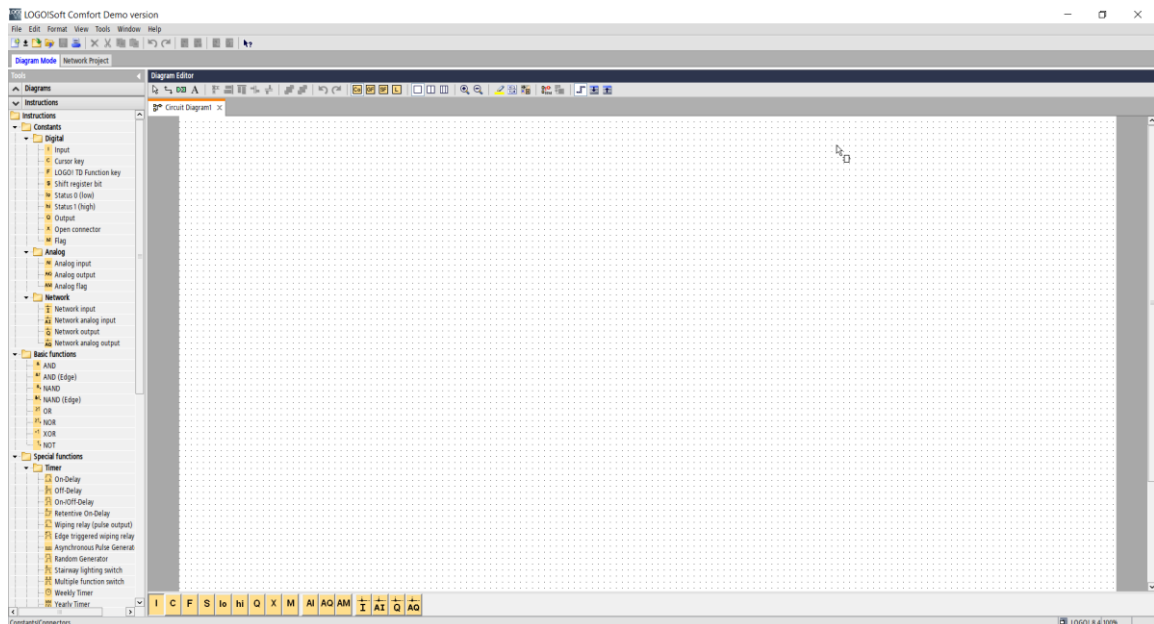 LOGO!Soft Comfort Demo version
File Edit Format View Tools Window Help
Diagram Mode Network Project
Tools
Diagram Editor
Diagrams
Instructions
Circuit Diagram1
Instructions
Constants
Digital
Input
Cursor key
LOGO! TD Function key
Shift register bit
Status 0 (low)
Status 1 (high)
Output
Open connector
Flag
Analog
Analog input
Analog output
Analog flag
Network
Network input
Network analog input
Network output
Network analog output
Basic functions
AND
AND (Edge)
NAND
NAND (Edge)
OR
NOR
XOR
NOT
Special functions
Timer
On-Delay
Off-Delay
On-/Off-Delay
Retentive On-Delay
Wiping relay (pulse output)
Edge triggered wiping relay
Asynchronous Pulse Generat
Random Generator
Stairway lighting switch
Multiple function switch
Weekly Timer
Yearly Timer
I C F S lo hi Q X M AI AQ AM I AI Q AQ
Constants/Connectors
LOGO! 8.4 100%